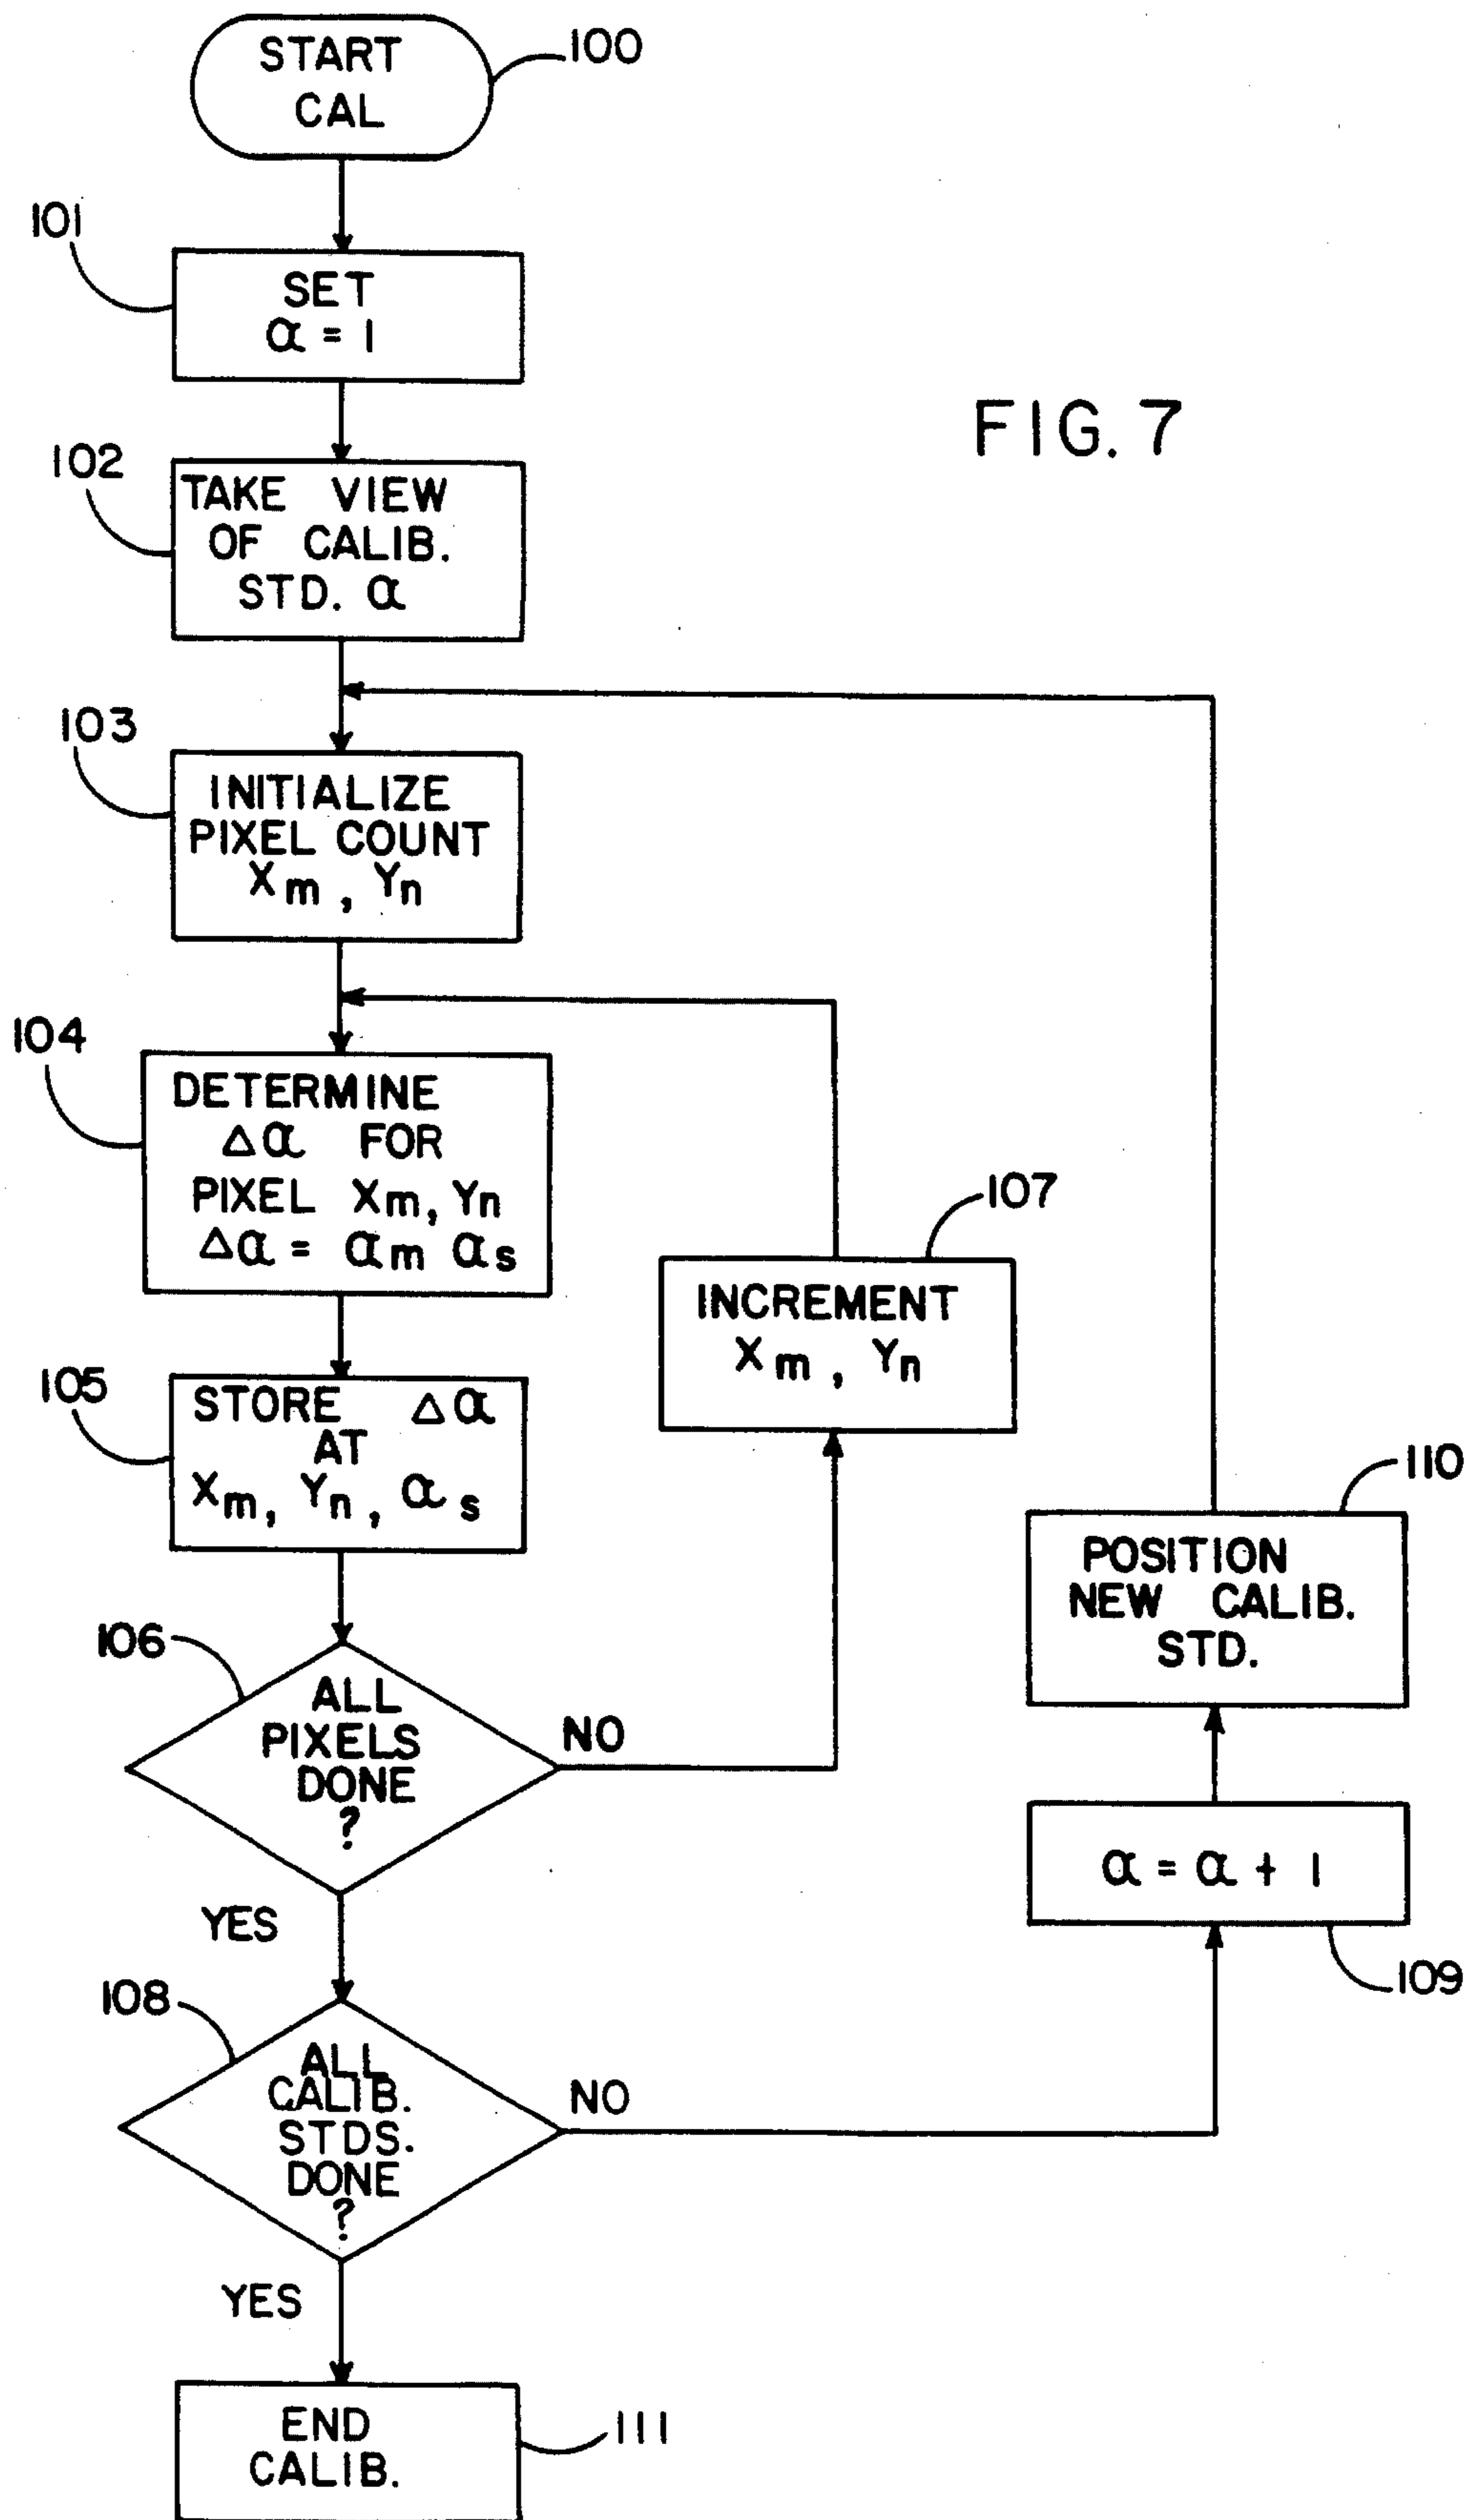 START
CAL
100
101
SET
α = 1
FIG. 7
102
TAKE VIEW
OF CALIB.
STD. α
103
INITIALIZE
PIXEL COUNT
Xm, Yn
104
DETERMINE
Δα FOR
PIXEL Xm, Yn
Δα = αm αs
107
INCREMENT
Xm, Yn
105
STORE Δα
AT
Xm, Yn, αs
110
POSITION
NEW CALIB.
STD.
106
ALL
PIXELS
DONE
?
NO
YES
α = α + 1
109
108
ALL
CALIB.
STDS.
DONE
?
NO
YES
END
CALIB.
111